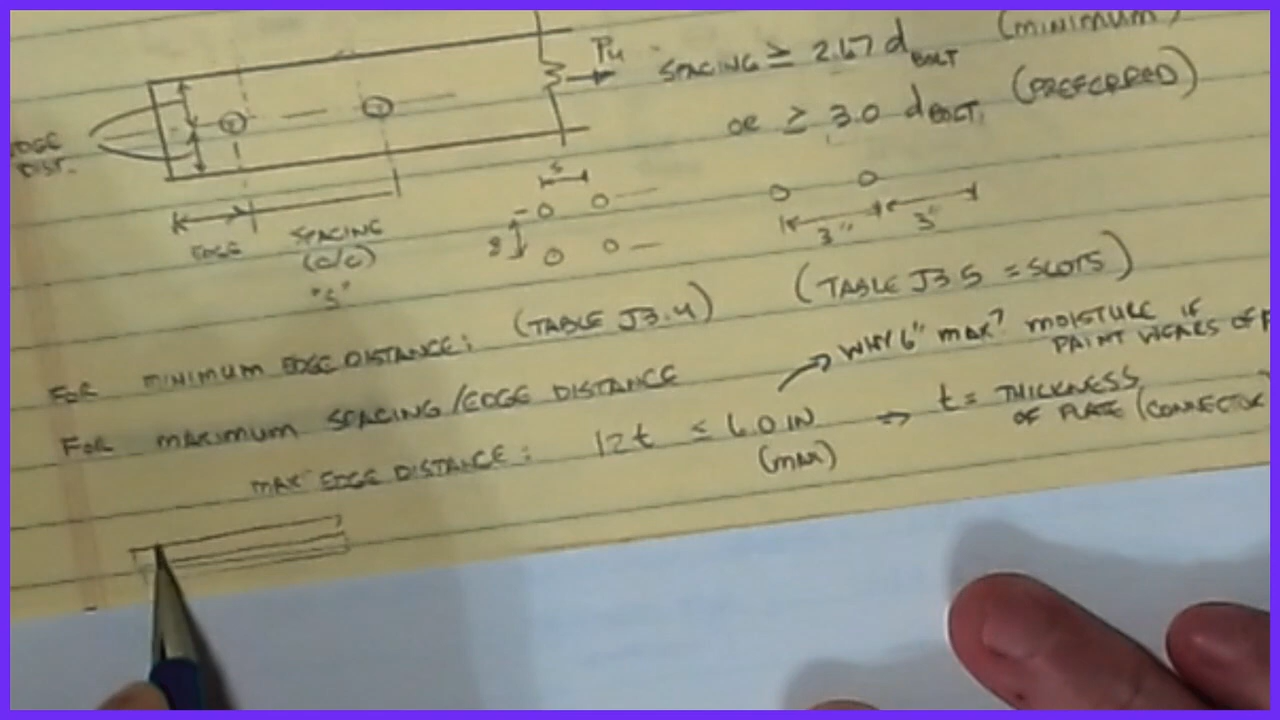 Pu
SPACING ≥ 2.67 d BOLT (MINIMUM)
OR ≥ 3.0 d BOLT, (PREFERRED)
EDGE
DIST.
S
EDGE
SPACING
(C/C)
"S"
3"
3"
FOR MINIMUM EDGE DISTANCE: (TABLE J3.4) (TABLE J3.5 = SLOTS)
FOR MAXIMUM SPACING/EDGE DISTANCE
WHY 6" MAX? MOISTURE IF
PAINT WEARS OFF
MAX EDGE DISTANCE: 12t ≤ 6.0 IN ⇒ t = THICKNESS
(MAX)
OF PLATE (CONNECTOR